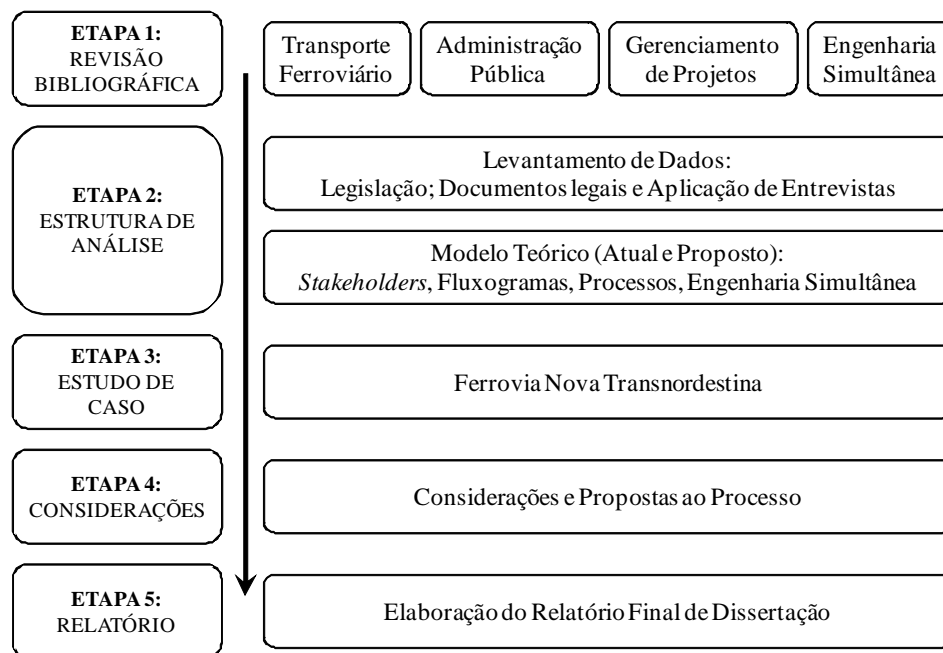 ETAPA 1:
REVISÃO
BIBLIOGRÁFICA
Transporte
Ferroviário
Administração
Pública
Gerenciamento
de Projetos
Engenharia
Simultânea
ETAPA 2:
ESTRUTURA DE
ANÁLISE
Levantamento de Dados:
Legislação; Documentos legais e Aplicação de Entrevistas
Modelo Teórico (Atual e Proposto):
Stakeholders, Fluxogramas, Processos, Engenharia Simultânea
ETAPA 3:
ESTUDO DE
CASO
Ferrovia Nova Transnordestina
ETAPA 4:
CONSIDERAÇÕES
Considerações e Propostas ao Processo
ETAPA 5:
RELATÓRIO
Elaboração do Relatório Final de Dissertação